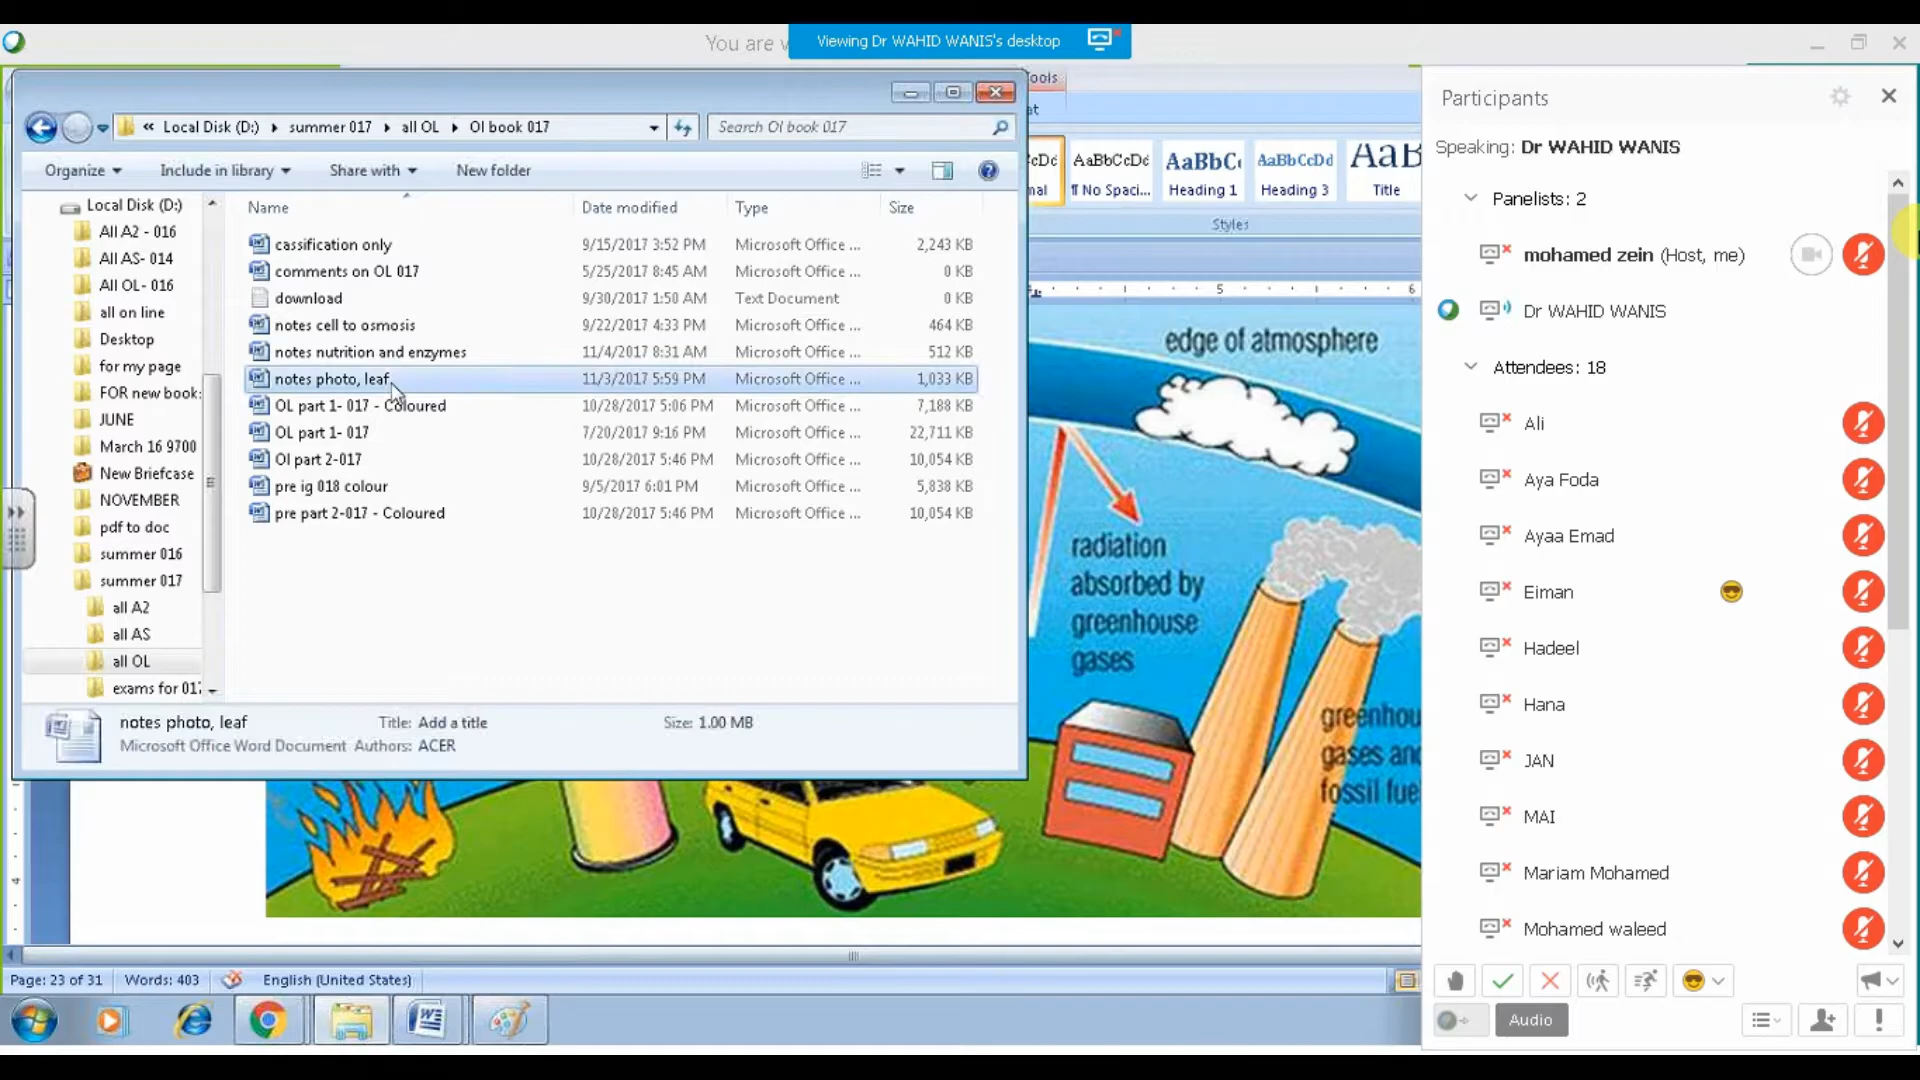 You are v
Viewing Dr WAHID WANIS's desktop
« Local Disk (D:) summer 017 all OL Ol book 017
Search Ol book 017
Organize Include in library Share with New folder
Name Date modified Type Size
Local Disk (D:)
All A2 - 016
All AS- 014
All OL- 016
all on line
Desktop
for my page
FOR new book:
JUNE
March 16 9700
New Briefcase
NOVEMBER
pdf to doc
summer 016
summer 017
all A2
all AS
all OL
exams for 017
cassification only 9/15/2017 3:52 PM Microsoft Office ... 2,243 KB
comments on OL 017 5/25/2017 8:45 AM Microsoft Office ... 0 KB
download 9/30/2017 1:50 AM Text Document 0 KB
notes cell to osmosis 9/22/2017 4:33 PM Microsoft Office ... 464 KB
notes nutrition and enzymes 11/4/2017 8:31 AM Microsoft Office ... 512 KB
notes photo, leaf 11/3/2017 5:59 PM Microsoft Office ... 1,033 KB
OL part 1- 017 - Coloured 10/28/2017 5:06 PM Microsoft Office ... 7,188 KB
OL part 1- 017 7/20/2017 9:16 PM Microsoft Office ... 22,711 KB
Ol part 2-017 10/28/2017 5:46 PM Microsoft Office ... 10,054 KB
pre ig 018 colour 9/5/2017 6:01 PM Microsoft Office ... 5,838 KB
pre part 2-017 - Coloured 10/28/2017 5:46 PM Microsoft Office ... 10,054 KB
notes photo, leaf Title: Add a title Size: 1.00 MB
Microsoft Office Word Document Authors: ACER
ools
at
CcDc AaBbCcDc AaBbC AaBbCcDd AaB
nal ¶ No Spaci... Heading 1 Heading 3 Title
Styles
5 6
edge of atmosphere
radiation
absorbed by
greenhouse
gases
greenhou
gases and
fossil fue
Page: 23 of 31 Words: 403 English (United States)
Participants
Speaking: Dr WAHID WANIS
Panelists: 2
mohamed zein (Host, me)
Dr WAHID WANIS
Attendees: 18
Ali
Aya Foda
Ayaa Emad
Eiman
Hadeel
Hana
JAN
MAI
Mariam Mohamed
Mohamed waleed
Audio